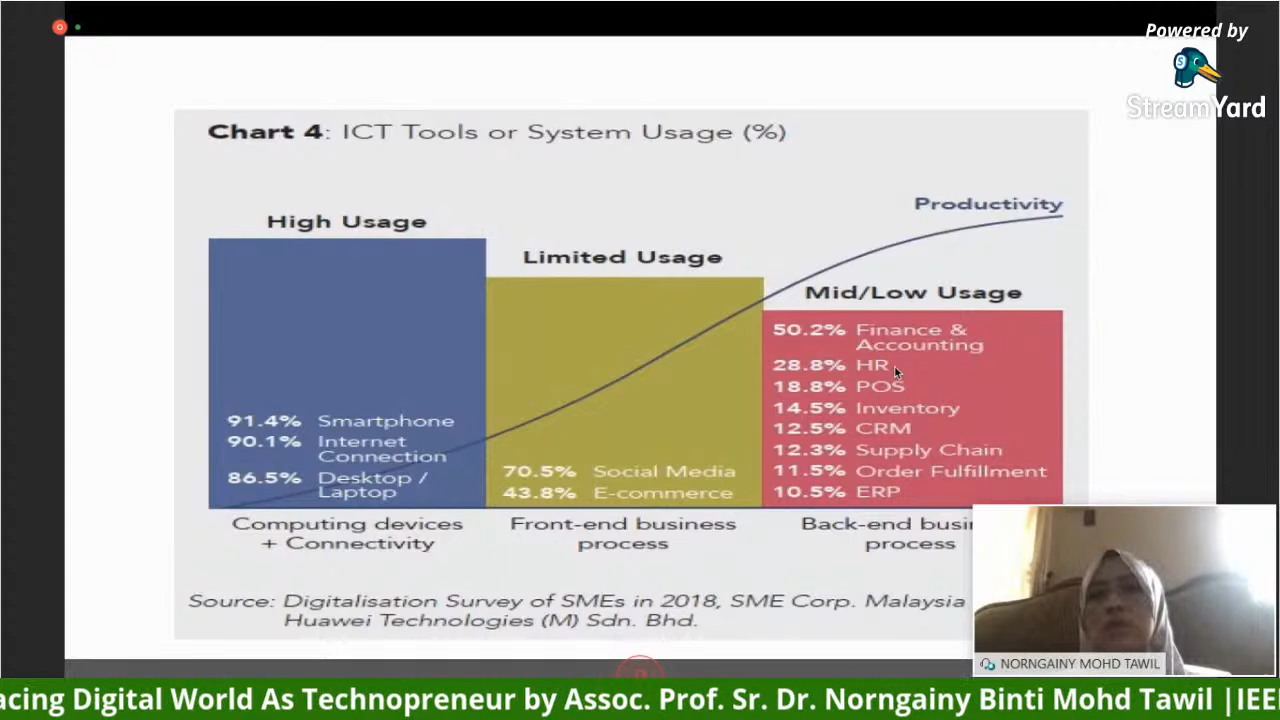 Powered by
StreamYard
Chart 4: ICT Tools or System Usage (%)
Productivity
High Usage
Limited Usage
Mid/Low Usage
50.2% Finance &
Accounting
28.8% HR
18.8% POS
14.5% Inventory
12.5% CRM
12.3% Supply Chain
11.5% Order Fulfillment
10.5% ERP
91.4% Smartphone
90.1% Internet
Connection
86.5% Desktop /
Laptop
70.5% Social Media
43.8% E-commerce
Computing devices
+ Connectivity
Front-end business
process
Back-end busin
process
Source: Digitalisation Survey of SMEs in 2018, SME Corp. Malaysia
Huawei Technologies (M) Sdn. Bhd.
NORNGAINY MOHD TAWIL
acing Digital World As Technopreneur by Assoc. Prof. Sr. Dr. Norngainy Binti Mohd Tawil |IEE